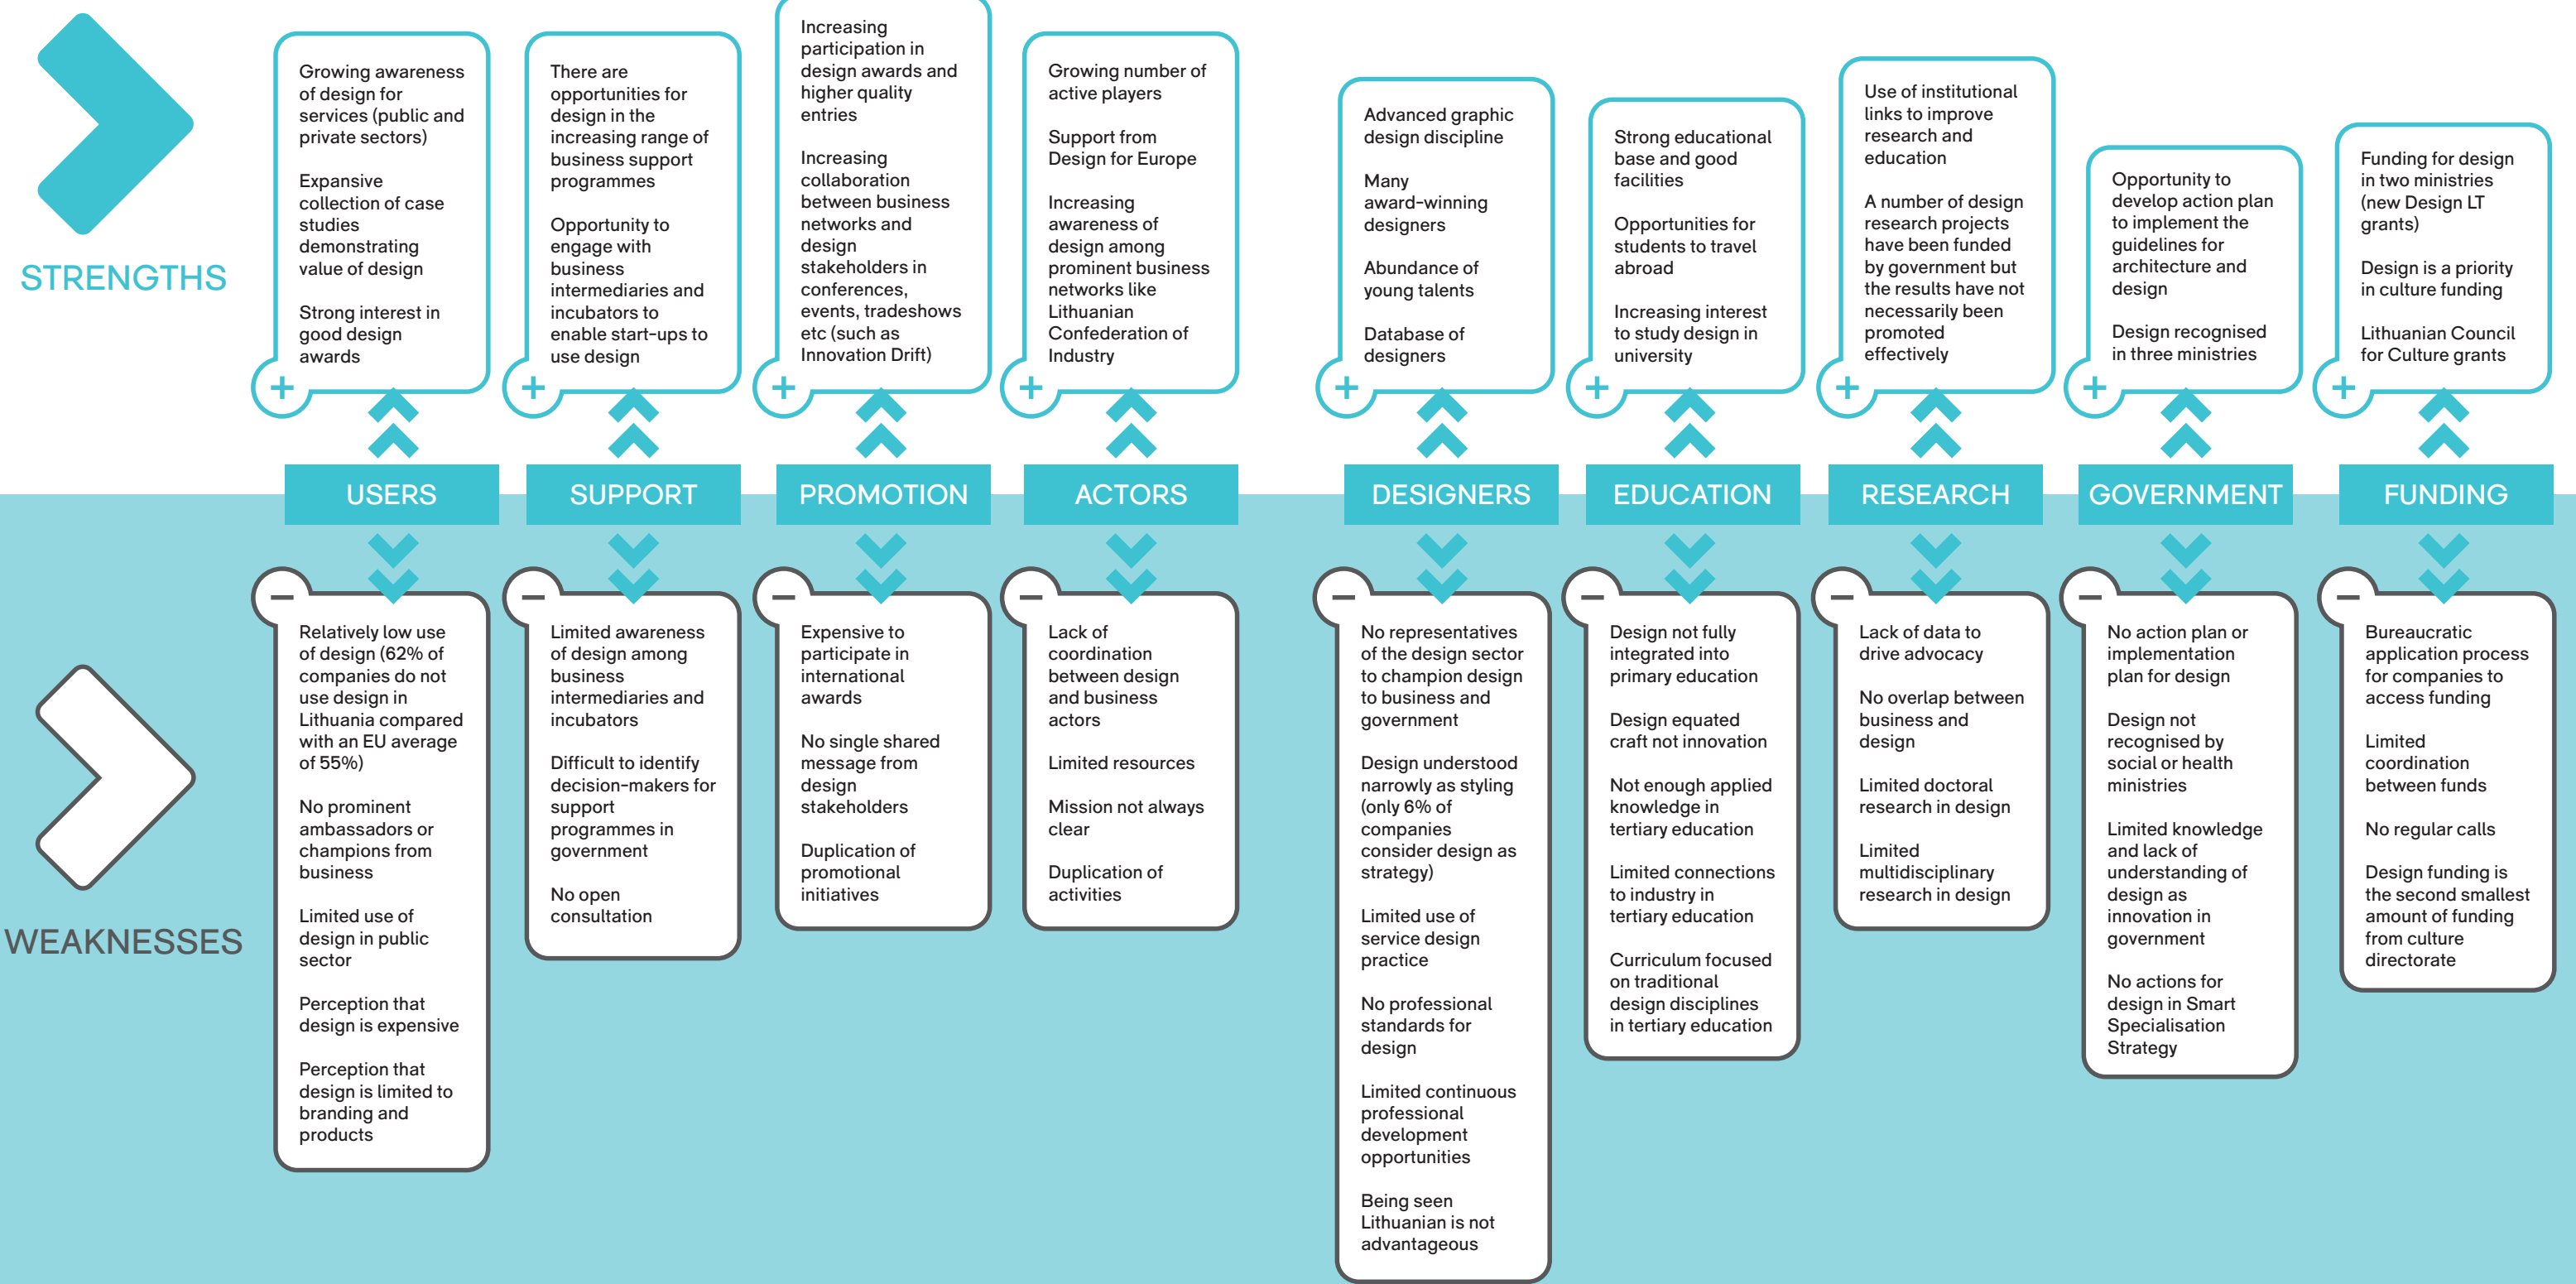 STRENGTHS
Growing awareness
of design for
services (public and
private sectors)
Expansive
collection of case
studies
demonstrating
value of design
Strong interest in
good design
awards
+
There are
opportunities for
design in the
increasing range of
business support
programmes
Opportunity to
engage with
business
intermediaries and
incubators to
enable start-ups to
use design
+
Increasing
participation in
design awards and
higher quality
entries
Increasing
collaboration
between business
networks and
design
stakeholders in
conferences,
events, tradeshows
etc (such as
Innovation Drift)
+
Growing number of
active players
Support from
Design for Europe
Increasing
awareness of
design among
prominent business
networks like
Lithuanian
Confederation of
Industry
+
Advanced graphic
design discipline
Many
award-winning
designers
Abundance of
young talents
Database of
designers
+
Strong educational
base and good
facilities
Opportunities for
students to travel
abroad
Increasing interest
to study design in
university
+
Use of institutional
links to improve
research and
education
A number of design
research projects
have been funded
by government but
the results have not
necessarily been
promoted
effectively
+
Opportunity to
develop action plan
to implement the
guidelines for
architecture and
design
Design recognised
in three ministries
+
Funding for design
in two ministries
(new Design LT
grants)
Design is a priority
in culture funding
Lithuanian Council
for Culture grants
+
USERS
SUPPORT
PROMOTION
ACTORS
DESIGNERS
EDUCATION
RESEARCH
GOVERNMENT
FUNDING
WEAKNESSES
–
Relatively low use
of design (62% of
companies do not
use design in
Lithuania compared
with an EU average
of 55%)
No prominent
ambassadors or
champions from
business
Limited use of
design in public
sector
Perception that
design is expensive
Perception that
design is limited to
branding and
products
–
Limited awareness
of design among
business
intermediaries and
incubators
Difficult to identify
decision-makers for
support
programmes in
government
No open
consultation
–
Expensive to
participate in
international
awards
No single shared
message from
design
stakeholders
Duplication of
promotional
initiatives
–
Lack of
coordination
between design
and business
actors
Limited resources
Mission not always
clear
Duplication of
activities
–
No representatives
of the design sector
to champion design
to business and
government
Design understood
narrowly as styling
(only 6% of
companies
consider design as
strategy)
Limited use of
service design
practice
No professional
standards for
design
Limited continuous
professional
development
opportunities
Being seen
Lithuanian is not
advantageous
–
Design not fully
integrated into
primary education
Design equated
craft not innovation
Not enough applied
knowledge in
tertiary education
Limited connections
to industry in
tertiary education
Curriculum focused
on traditional
design disciplines
in tertiary education
–
Lack of data to
drive advocacy
No overlap between
business and
design
Limited doctoral
research in design
Limited
multidisciplinary
research in design
–
No action plan or
implementation
plan for design
Design not
recognised by
social or health
ministries
Limited knowledge
and lack of
understanding of
design as
innovation in
government
No actions for
design in Smart
Specialisation
Strategy
–
Bureaucratic
application process
for companies to
access funding
Limited
coordination
between funds
No regular calls
Design funding is
the second smallest
amount of funding
from culture
directorate